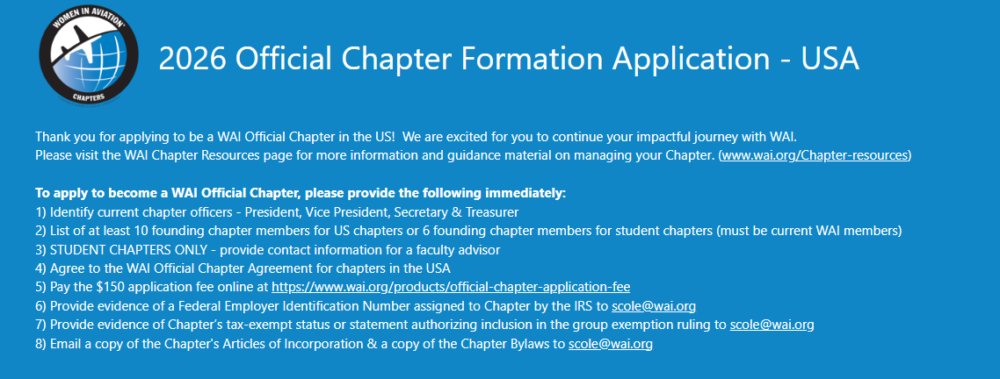 WOMEN IN AVIATION
CHAPTERS
2026 Official Chapter Formation Application - USA
Thank you for applying to be a WAI Official Chapter in the US!  We are excited for you to continue your impactful journey with WAI.
Please visit the WAI Chapter Resources page for more information and guidance material on managing your Chapter. (www.wai.org/Chapter-resources)
To apply to become a WAI Official Chapter, please provide the following immediately:
1) Identify current chapter officers - President, Vice President, Secretary & Treasurer
2) List of at least 10 founding chapter members for US chapters or 6 founding chapter members for student chapters (must be current WAI members)
3) STUDENT CHAPTERS ONLY - provide contact information for a faculty advisor
4) Agree to the WAI Official Chapter Agreement for chapters in the USA
5) Pay the $150 application fee online at https://www.wai.org/products/official-chapter-application-fee
6) Provide evidence of a Federal Employer Identification Number assigned to Chapter by the IRS to scole@wai.org
7) Provide evidence of Chapter’s tax-exempt status or statement authorizing inclusion in the group exemption ruling to scole@wai.org
8) Email a copy of the Chapter's Articles of Incorporation & a copy of the Chapter Bylaws to scole@wai.org